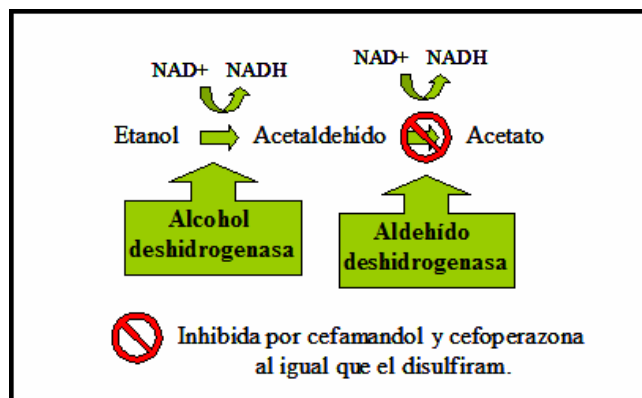 NAD+ NADH
NAD+ NADH
Etanol
Acetaldehído
Acetato
Alcohol
deshidrogenasa
Aldehído
deshidrogenasa
Inhibida por cefamandol y cefoperazona
al igual que el disulfiram.